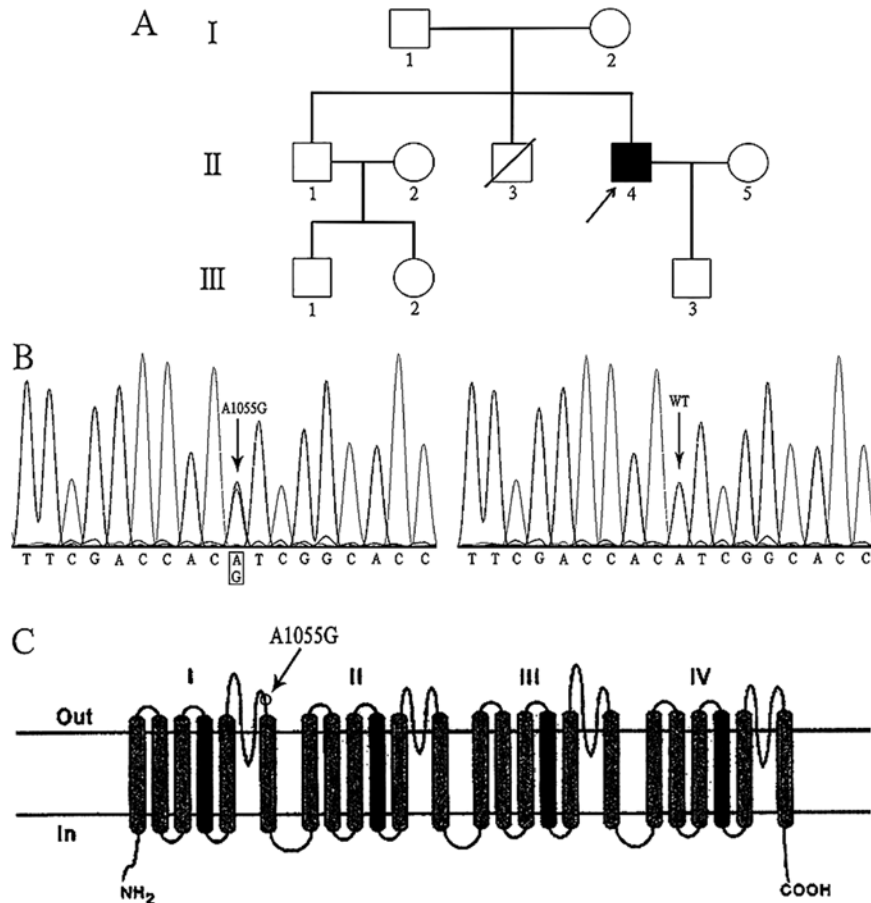 A
I
1
2
II
1
2
3
4
5
III
1
2
3
B
A1055G
WT
T T C G A C C A C A T C G G C A C C
G
T T C G A C C A C A T C G G C A C C
C
A1055G
I
II
III
IV
Out
In
NH2
COOH